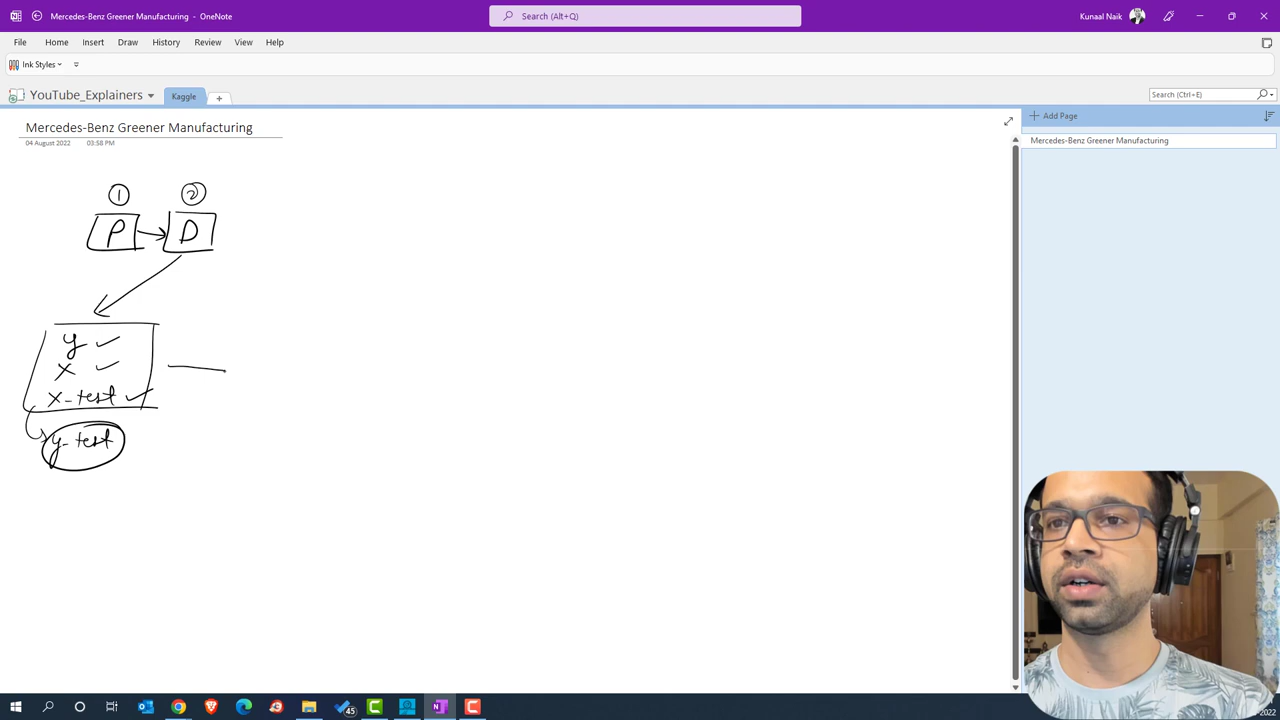 Mercedes-Benz Greener Manufacturing - OneNote
Search (Alt+Q)
Kunaal Naik
File Home Insert Draw History Review View Help
Ink Styles
YouTube_Explainers
Kaggle
Search (Ctrl+E)
Mercedes-Benz Greener Manufacturing
04 August 2022 03:58 PM
Add Page
Mercedes-Benz Greener Manufacturing
1 2
P D
y
x
x-test
y-test
45
2022